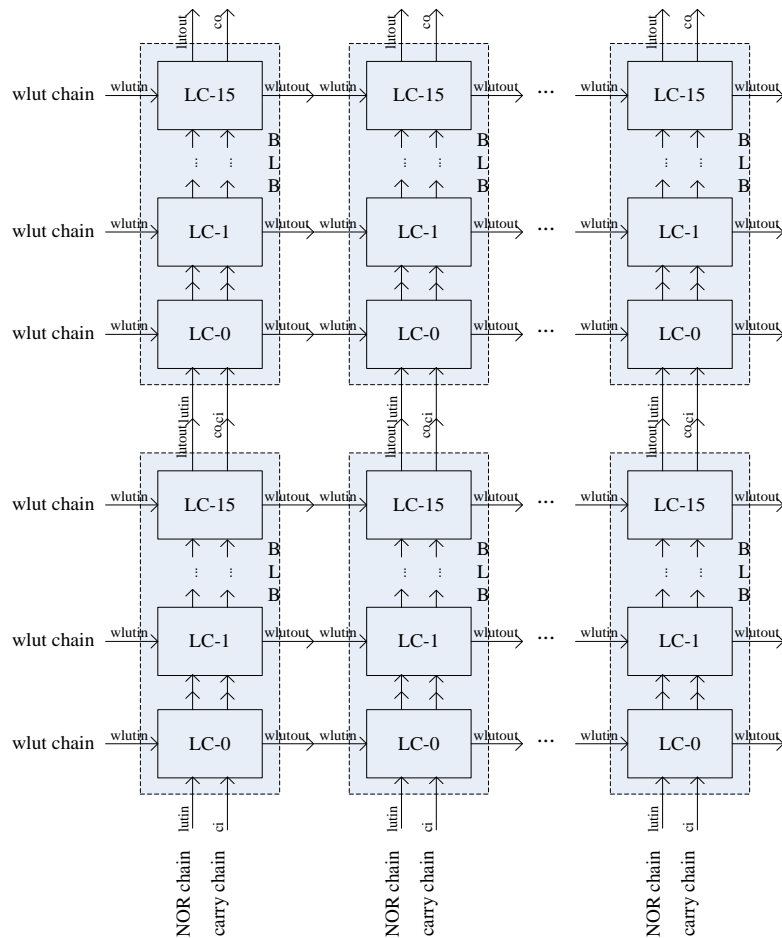 lutout co lutout co lutout co
wlut chain wlutin LC-15 wlutout wlutin LC-15 wlutout ... wlutin LC-15 wlutout
... ... B ... ... B ... ... B
L L L
B B B
wlut chain wlutin LC-1 wlutout wlutin LC-1 wlutout ... wlutin LC-1 wlutout
wlut chain wlutin LC-0 wlutout wlutin LC-0 wlutout ... wlutin LC-0 wlutout
lutin ci lutin ci lutin ci
lutout co lutout co lutout co
wlut chain wlutin LC-15 wlutout wlutin LC-15 wlutout ... wlutin LC-15 wlutout
... ... B ... ... B ... ... B
L L L
B B B
wlut chain wlutin LC-1 wlutout wlutin LC-1 wlutout ... wlutin LC-1 wlutout
wlut chain wlutin LC-0 wlutout wlutin LC-0 wlutout ... wlutin LC-0 wlutout
lutin ci lutin ci lutin ci
NOR chain carry chain NOR chain carry chain NOR chain carry chain